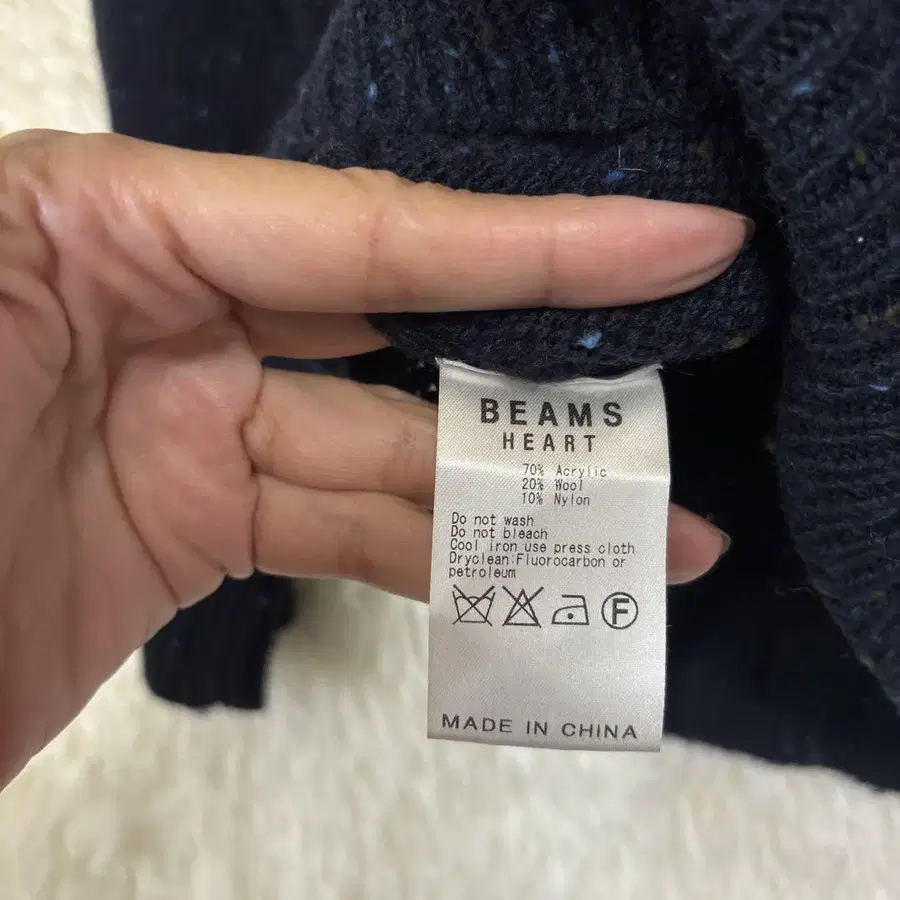 BEAMS
HEART
70% Acrylic
20% Wool
10% Nylon
Do not wash
Do not bleach
Cool iron use press cloth
Dryclean:Fluorocarbon or
petroleum
F
MADE IN CHINA